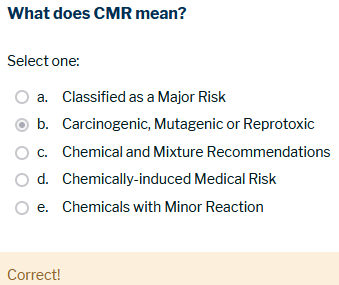 What does CMR mean?
Select one:
a. Classified as a Major Risk
b. Carcinogenic, Mutagenic or Reprotoxic
c. Chemical and Mixture Recommendations
d. Chemically-induced Medical Risk
e. Chemicals with Minor Reaction
Correct!